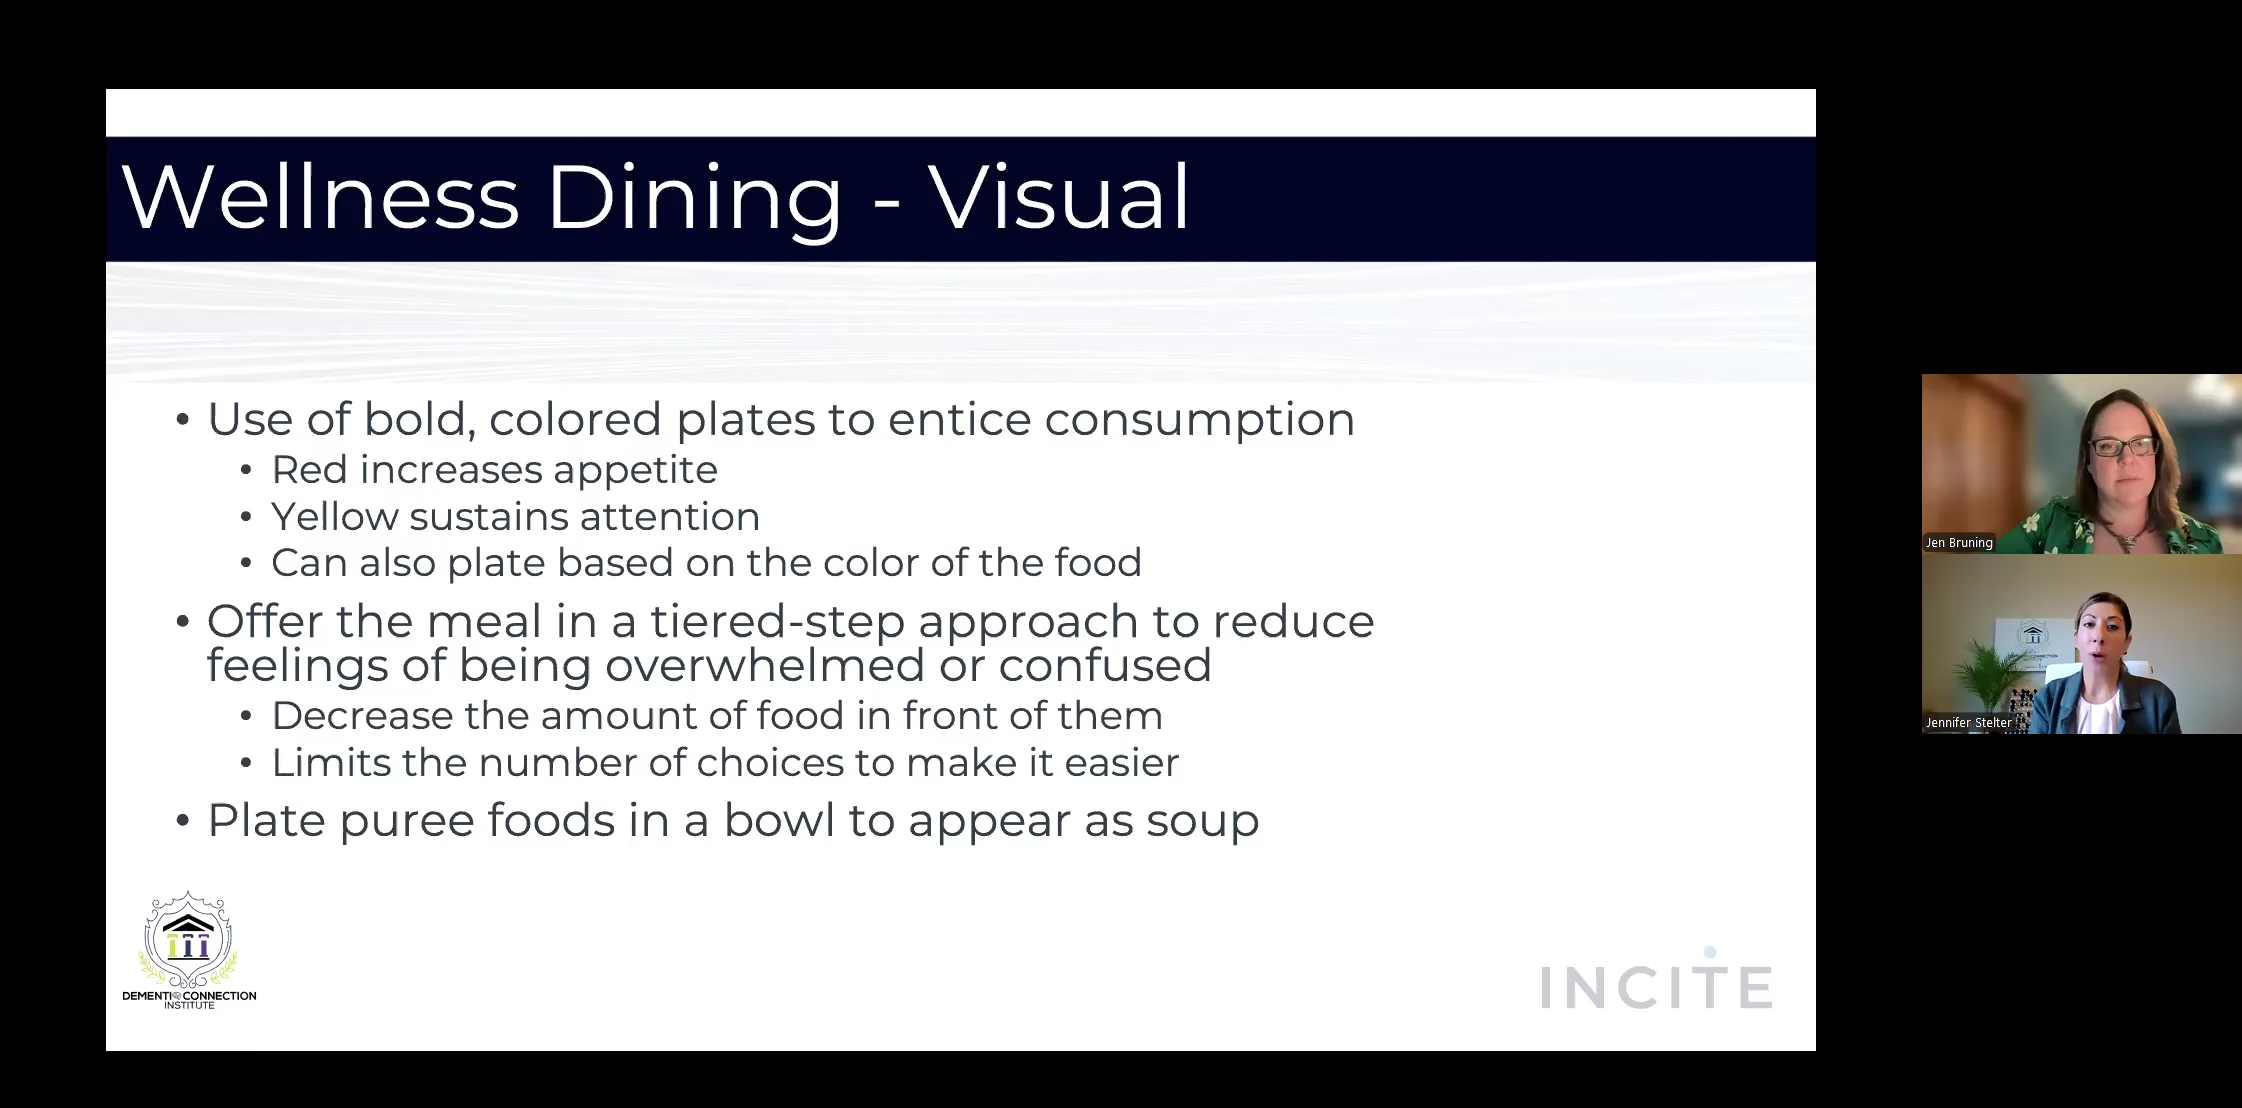 Wellness Dining - Visual
• Use of bold, colored plates to entice consumption
• Red increases appetite
• Yellow sustains attention
• Can also plate based on the color of the food
• Offer the meal in a tiered-step approach to reduce
feelings of being overwhelmed or confused
• Decrease the amount of food in front of them
• Limits the number of choices to make it easier
• Plate puree foods in a bowl to appear as soup
DEMENTIA CONNECTION
INSTITUTE
INCITE
Jen Bruning
Jennifer Stelter